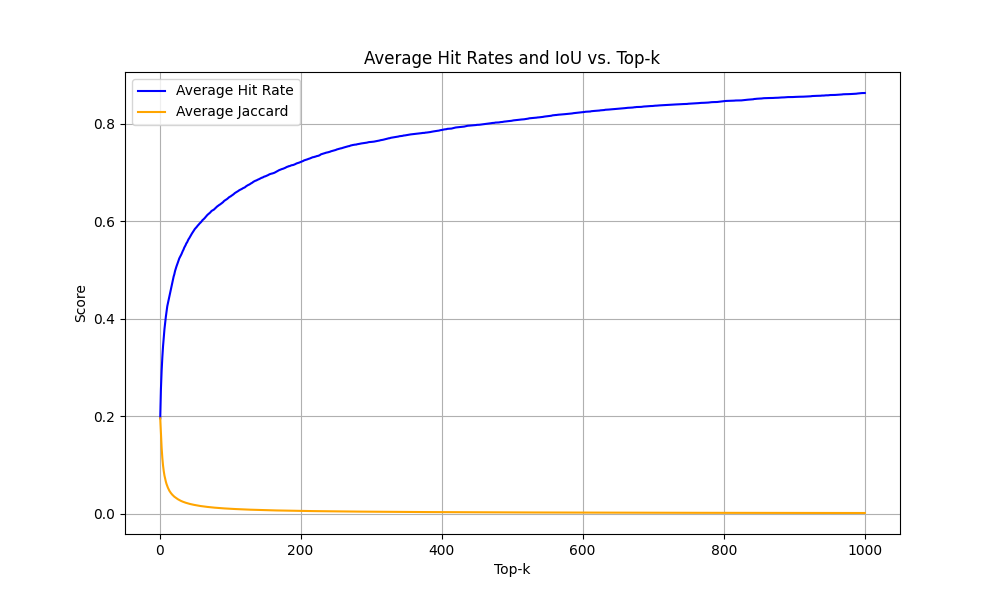 Average Hit Rates and IoU vs. Top-k
Average Hit Rate
Average Jaccard
Score
0.8
0.6
0.4
0.2
0.0
0 200 400 600 800 1000
Top-k